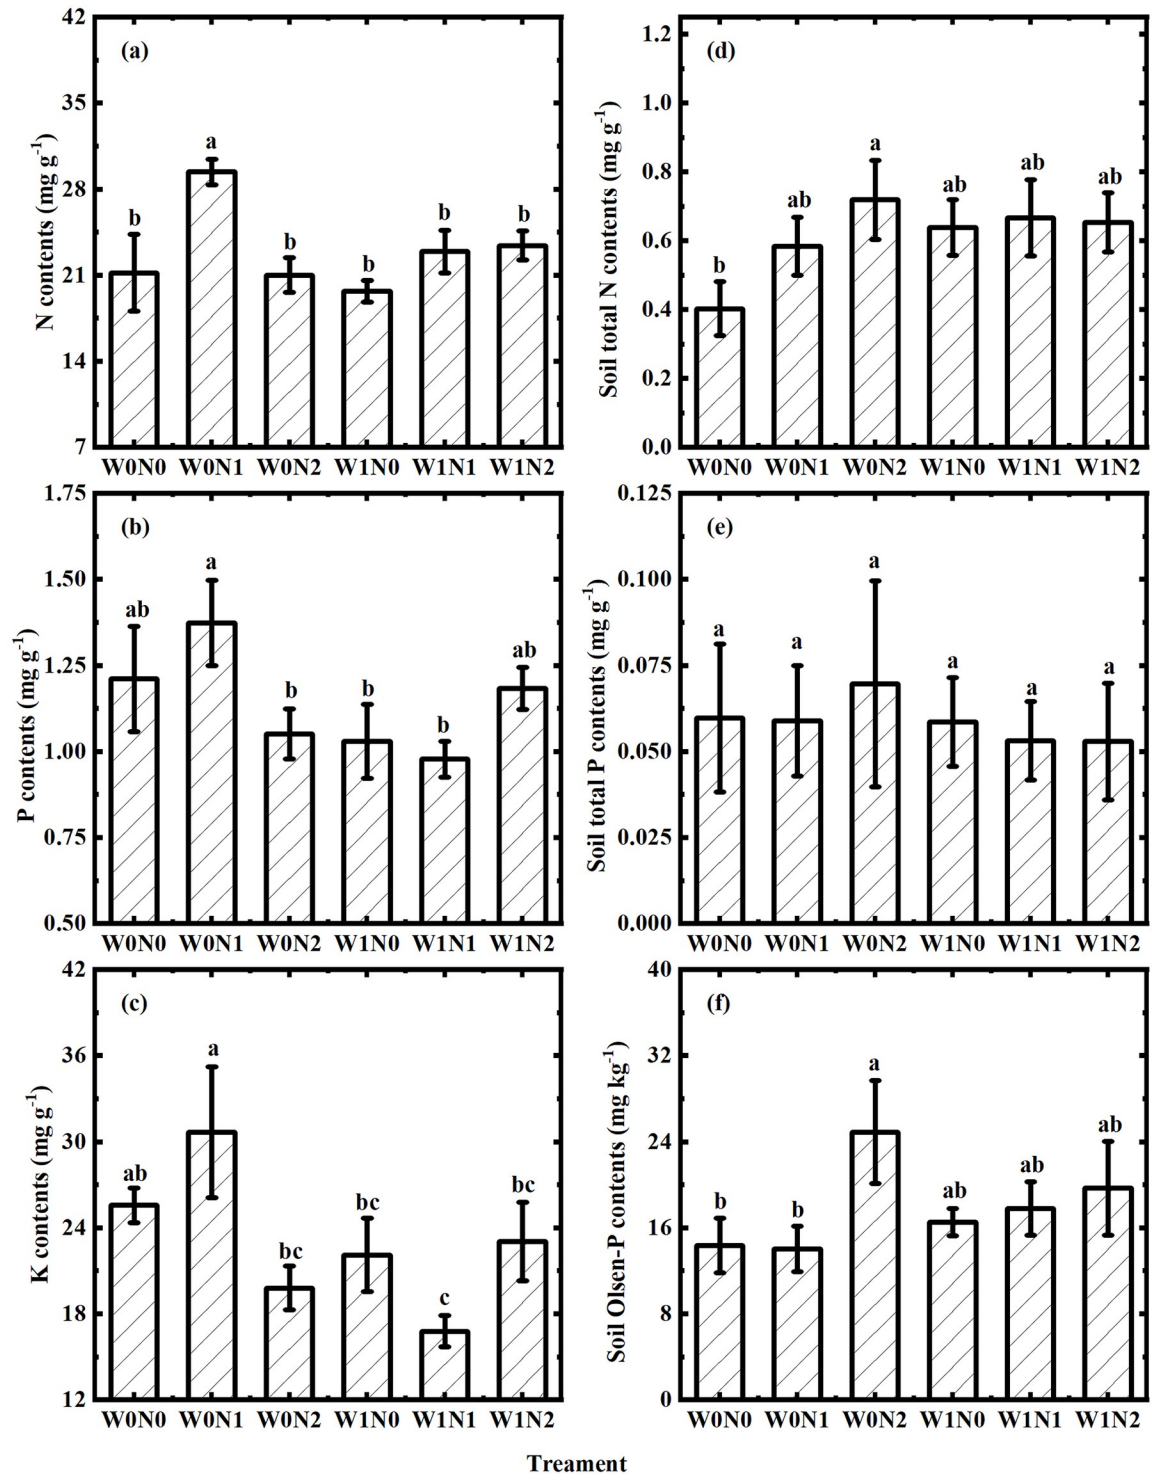 (a)
N contents (mg g-1)
42
35
28
21
14
7
b
a
b
b
b
b
W0N0 W0N1 W0N2 W1N0 W1N1 W1N2
(d)
Soil total N contents (mg g-1)
1.2
1.0
0.8
0.6
0.4
0.2
0.0
b
ab
a
ab
ab
ab
W0N0 W0N1 W0N2 W1N0 W1N1 W1N2
(b)
P contents (mg g-1)
1.75
1.50
1.25
1.00
0.75
0.50
ab
a
b
b
b
ab
W0N0 W0N1 W0N2 W1N0 W1N1 W1N2
(e)
Soil total P contents (mg g-1)
0.125
0.100
0.075
0.050
0.025
0.000
a
a
a
a
a
a
W0N0 W0N1 W0N2 W1N0 W1N1 W1N2
(c)
K contents (mg g-1)
42
36
30
24
18
12
ab
a
bc
bc
c
bc
W0N0 W0N1 W0N2 W1N0 W1N1 W1N2
(f)
Soil Olsen-P contents (mg kg-1)
40
32
24
16
8
0
b
b
a
ab
ab
ab
W0N0 W0N1 W0N2 W1N0 W1N1 W1N2
Treament